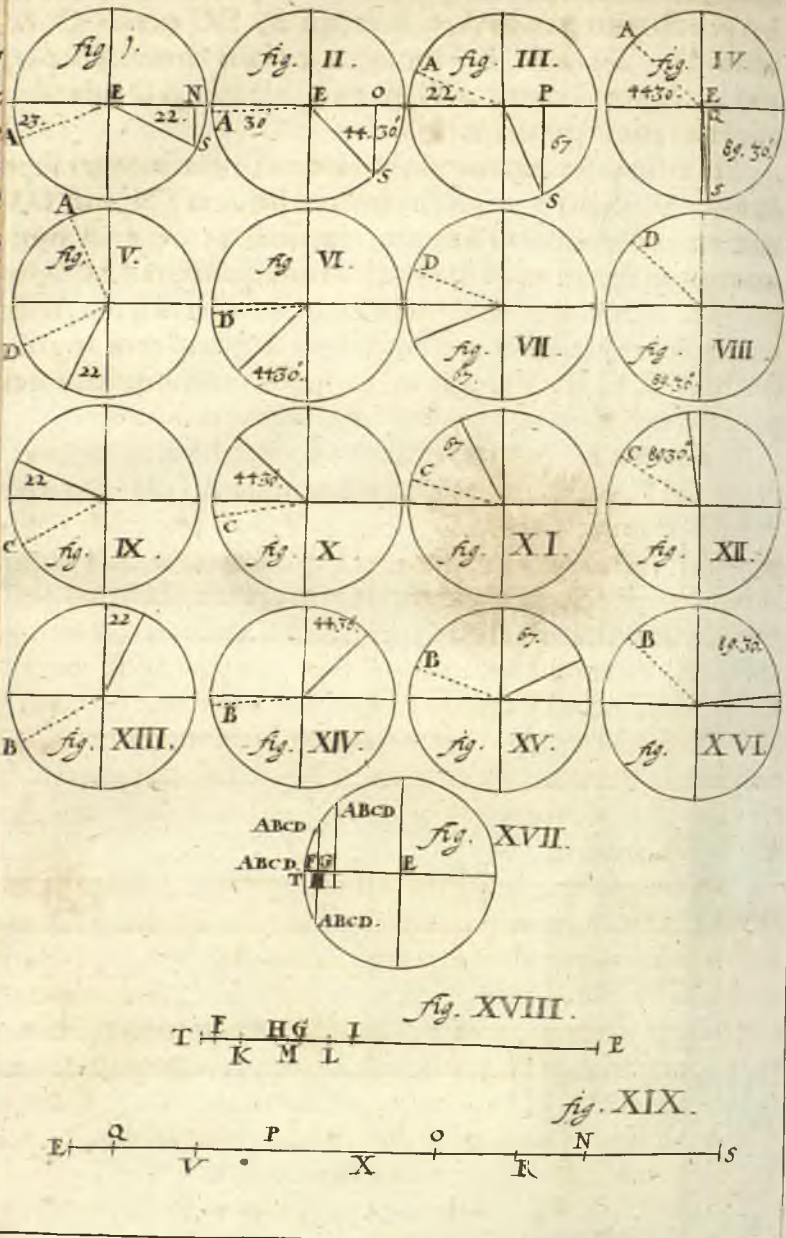 fig I.
E N
A 23. 22. S
fig. II.
E O
A 30' 44.30' S
fig. III.
A 22 P
67 S
A fig. IV.
44 30' E
Q 89.30' S
A fig. V.
D 22
fig VI.
D 44 30'
D
fig. VII
67
D
fig VIII
89.30'
22
C fig. IX.
44 30'
C fig. X.
67
C fig. XI.
C 89 30'
fig. XII.
22
B fig. XIII.
44 30'
B fig. XIV.
67.
B fig. XV.
B 89.30'
fig. XVI.
ABCD
ABCD fig. XVII
ABCD. F G E
T H I
ABCD.
fig. XVIII.
T F H G I E
K M L
fig. XIX.
E Q P O N S
V X R